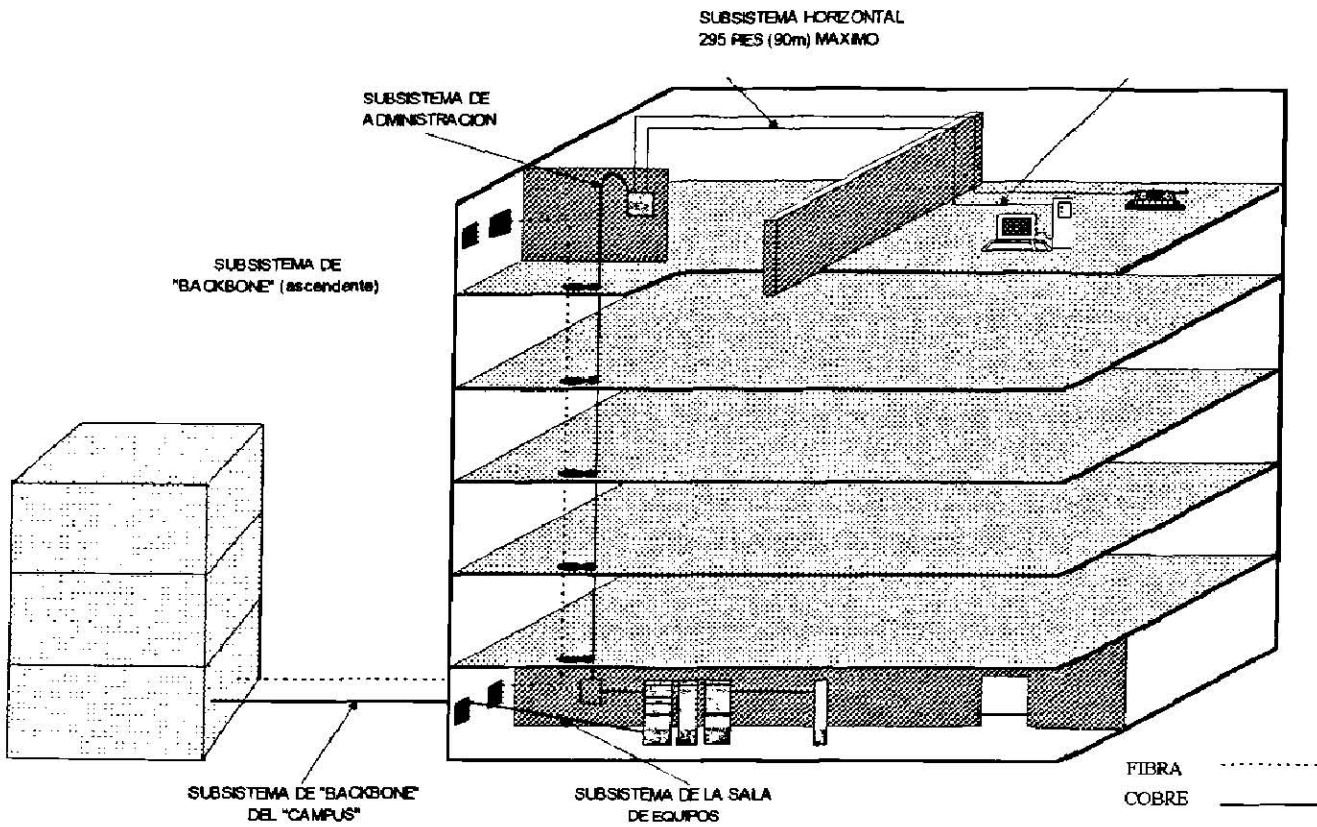 SUBSISTEMA HORIZONTAL
295 PIES (90m) MAXIMO
SUBSISTEMA DE
ADMINISTRACION
SUBSISTEMA DE
"BACKBONE" (ascendente)
SUBSISTEMA DE "BACKBONE"
DEL "CAMPUS"
SUBSISTEMA DE LA SALA
DE EQUIPOS
FIBRA
COBRE